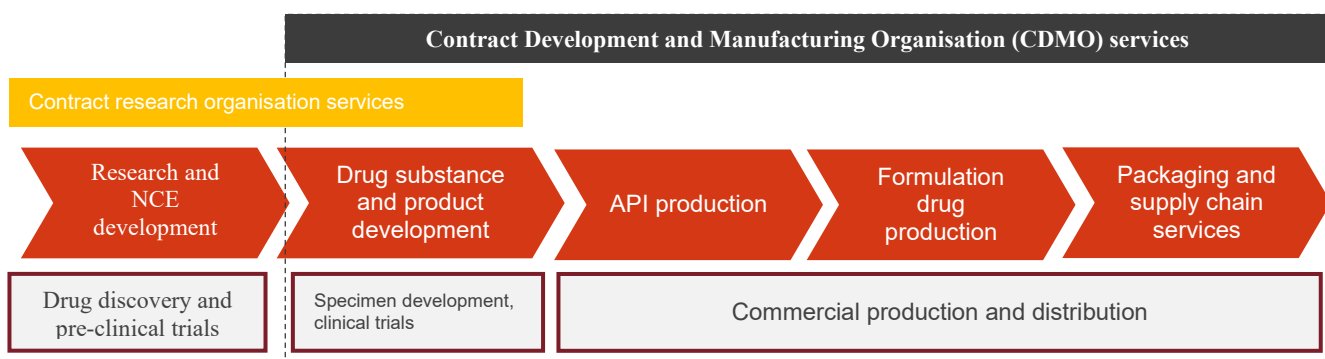 Contract Development and Manufacturing Organisation (CDMO) services
Contract research organisation services
Research and
NCE
development
Drug substance
and product
development
API production
Formulation
drug
production
Packaging and
supply chain
services
Drug discovery and
pre-clinical trials
Specimen development,
clinical trials
Commercial production and distribution